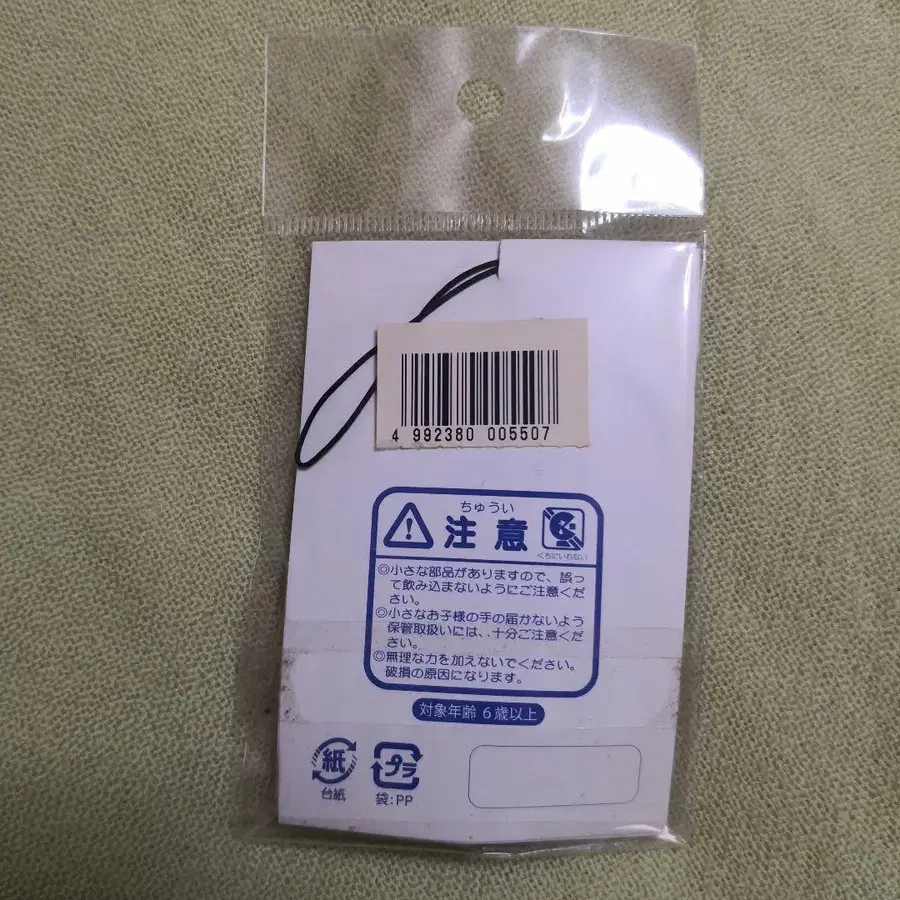 4 992380 005507
ちゅうい
注意
くちにいれない
◎小さな部品がありますので、誤っ
て飲み込まないようにご注意くだ
さい。
◎小さなお子様の手の届かないよう
保管取扱いには、十分ご注意くだ
さい。
◎無理な力を加えないでください。
破損の原因になります。
対象年齢 6歳以上
紙
台紙
プラ
袋:PP